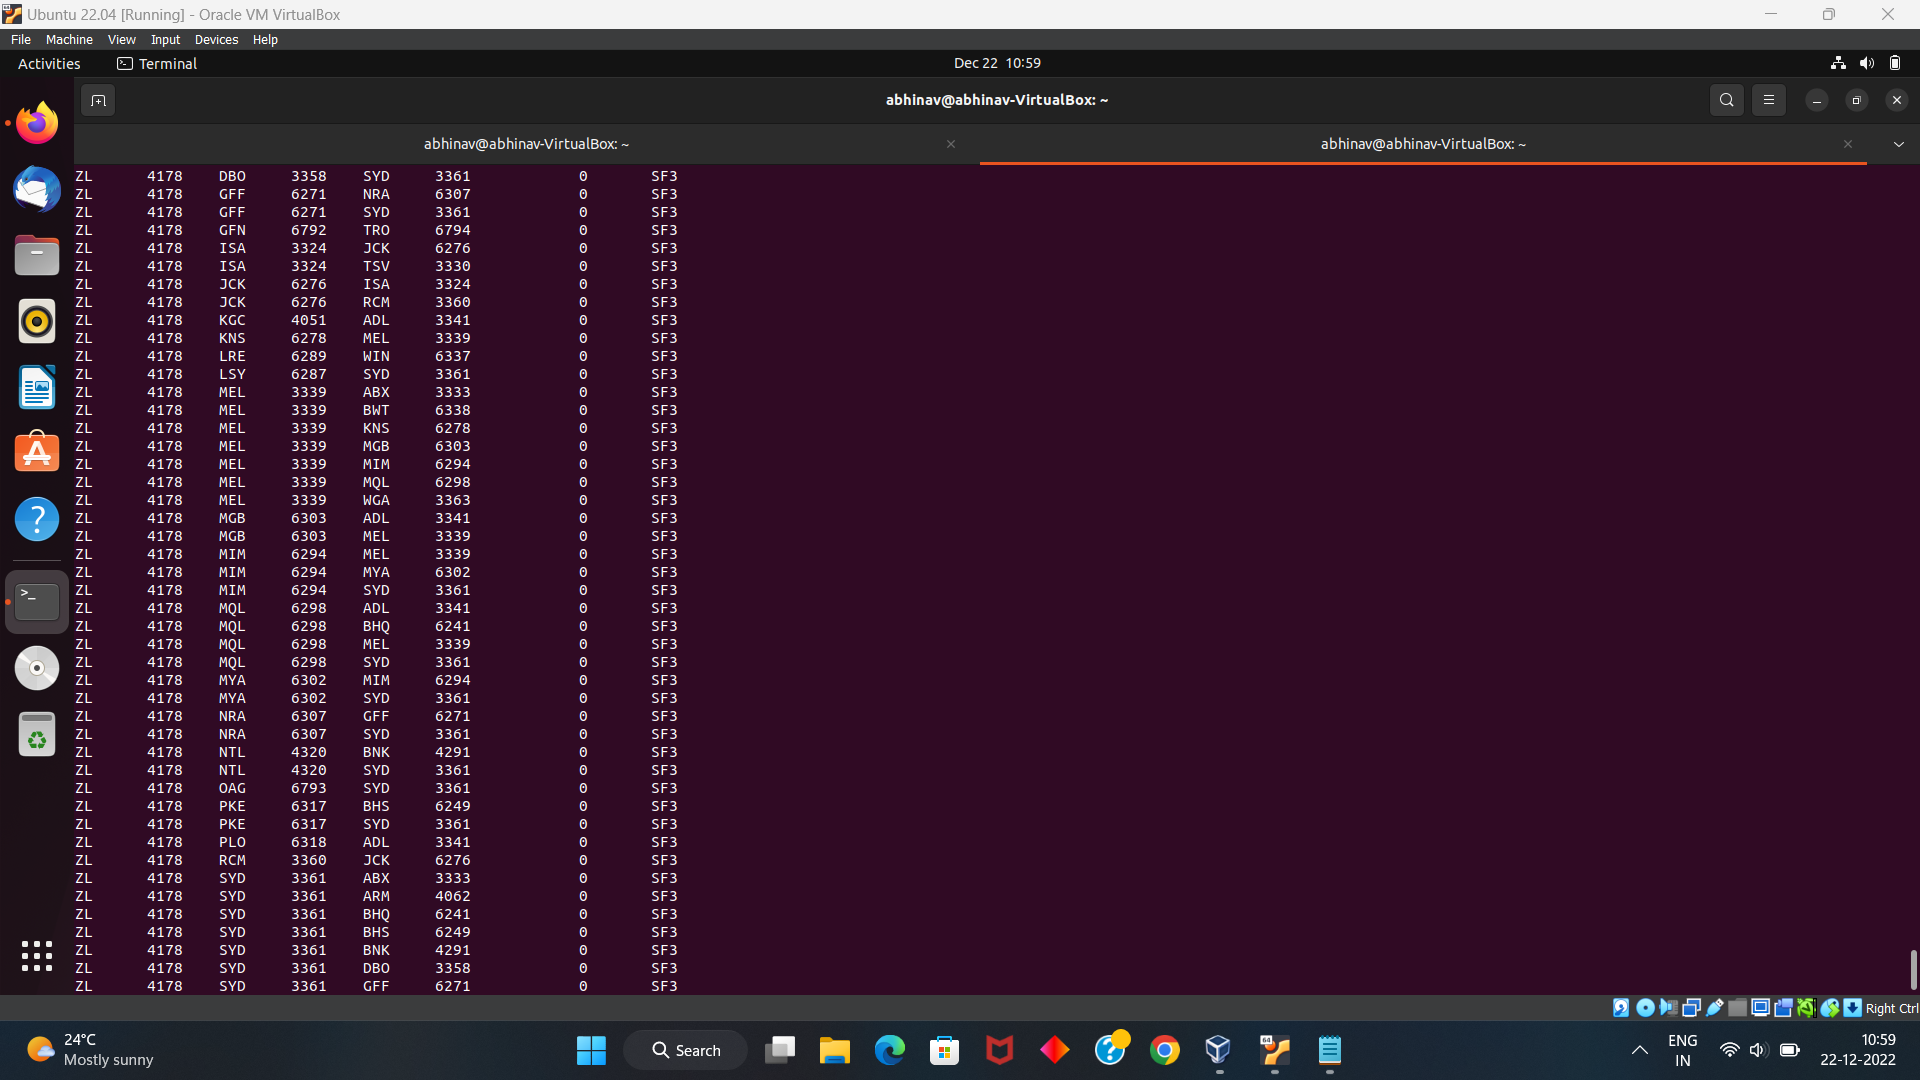 Ubuntu 22.04 [Running] - Oracle VM VirtualBox
File Machine View Input Devices Help
Activities Terminal Dec 22 10:59
abhinav@abhinav-VirtualBox: ~
abhinav@abhinav-VirtualBox: ~ abhinav@abhinav-VirtualBox: ~
ZL 4178 DBO 3358 SYD 3361 0 SF3
ZL 4178 GFF 6271 NRA 6307 0 SF3
ZL 4178 GFF 6271 SYD 3361 0 SF3
ZL 4178 GFN 6792 TRO 6794 0 SF3
ZL 4178 ISA 3324 JCK 6276 0 SF3
ZL 4178 ISA 3324 TSV 3330 0 SF3
ZL 4178 JCK 6276 ISA 3324 0 SF3
ZL 4178 JCK 6276 RCM 3360 0 SF3
ZL 4178 KGC 4051 ADL 3341 0 SF3
ZL 4178 KNS 6278 MEL 3339 0 SF3
ZL 4178 LRE 6289 WIN 6337 0 SF3
ZL 4178 LSY 6287 SYD 3361 0 SF3
ZL 4178 MEL 3339 ABX 3333 0 SF3
ZL 4178 MEL 3339 BWT 6338 0 SF3
ZL 4178 MEL 3339 KNS 6278 0 SF3
ZL 4178 MEL 3339 MGB 6303 0 SF3
ZL 4178 MEL 3339 MIM 6294 0 SF3
ZL 4178 MEL 3339 MQL 6298 0 SF3
ZL 4178 MEL 3339 WGA 3363 0 SF3
ZL 4178 MGB 6303 ADL 3341 0 SF3
ZL 4178 MGB 6303 MEL 3339 0 SF3
ZL 4178 MIM 6294 MEL 3339 0 SF3
ZL 4178 MIM 6294 MYA 6302 0 SF3
ZL 4178 MIM 6294 SYD 3361 0 SF3
ZL 4178 MQL 6298 ADL 3341 0 SF3
ZL 4178 MQL 6298 BHQ 6241 0 SF3
ZL 4178 MQL 6298 MEL 3339 0 SF3
ZL 4178 MQL 6298 SYD 3361 0 SF3
ZL 4178 MYA 6302 MIM 6294 0 SF3
ZL 4178 MYA 6302 SYD 3361 0 SF3
ZL 4178 NRA 6307 GFF 6271 0 SF3
ZL 4178 NRA 6307 SYD 3361 0 SF3
ZL 4178 NTL 4320 BNK 4291 0 SF3
ZL 4178 NTL 4320 SYD 3361 0 SF3
ZL 4178 OAG 6793 SYD 3361 0 SF3
ZL 4178 PKE 6317 BHS 6249 0 SF3
ZL 4178 PKE 6317 SYD 3361 0 SF3
ZL 4178 PLO 6318 ADL 3341 0 SF3
ZL 4178 RCM 3360 JCK 6276 0 SF3
ZL 4178 SYD 3361 ABX 3333 0 SF3
ZL 4178 SYD 3361 ARM 4062 0 SF3
ZL 4178 SYD 3361 BHQ 6241 0 SF3
ZL 4178 SYD 3361 BHS 6249 0 SF3
ZL 4178 SYD 3361 BNK 4291 0 SF3
ZL 4178 SYD 3361 DBO 3358 0 SF3
ZL 4178 SYD 3361 GFF 6271 0 SF3
Right Ctrl
24°C
Mostly sunny
Search
ENG
IN
10:59
22-12-2022